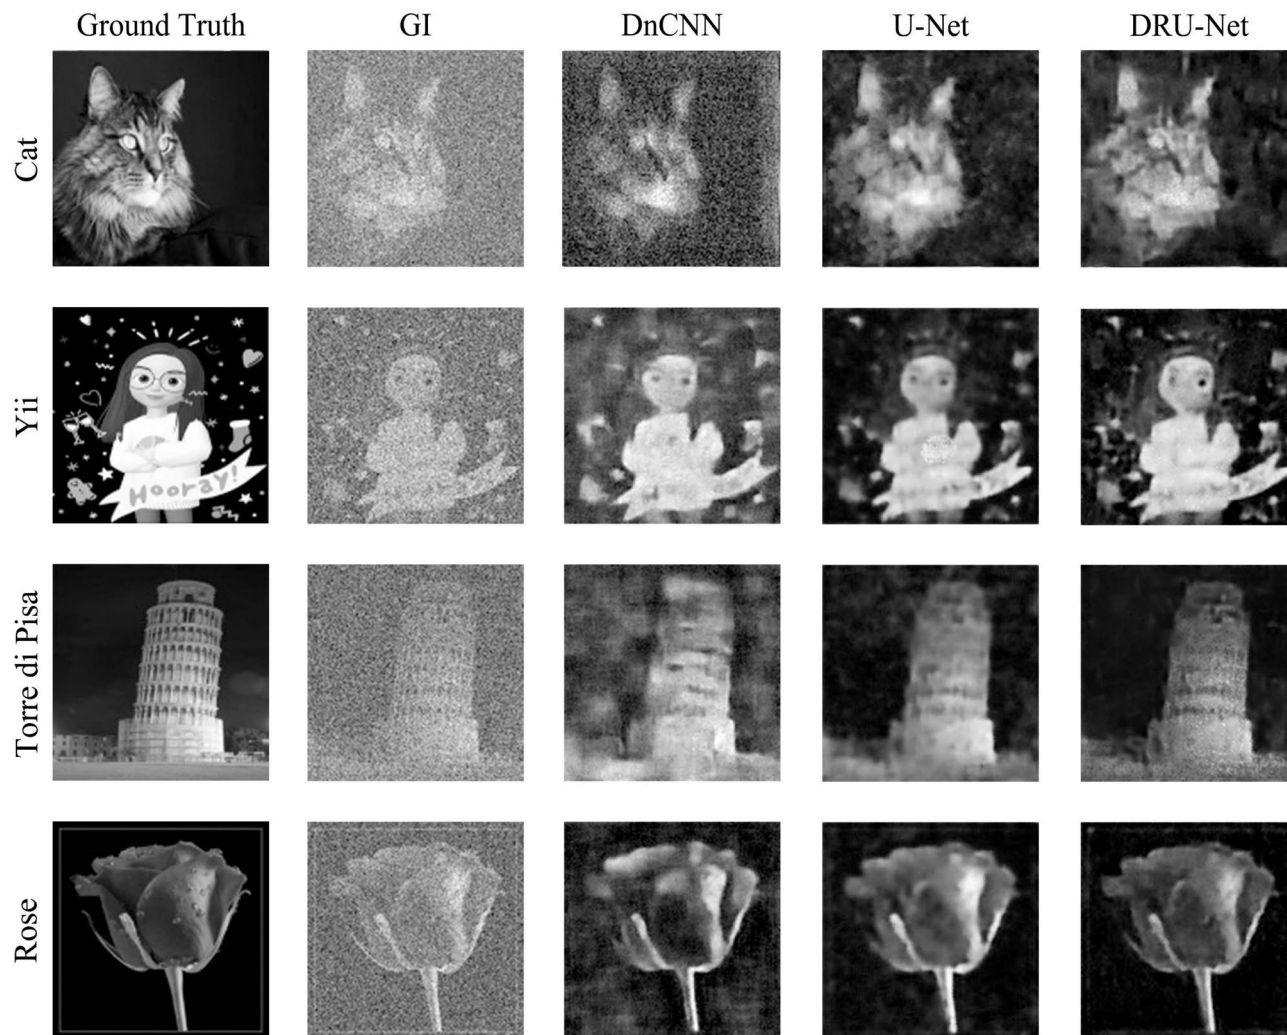 Ground Truth GI DnCNN U-Net DRU-Net
Cat
Yii
Hooray!
Torre di Pisa
Rose